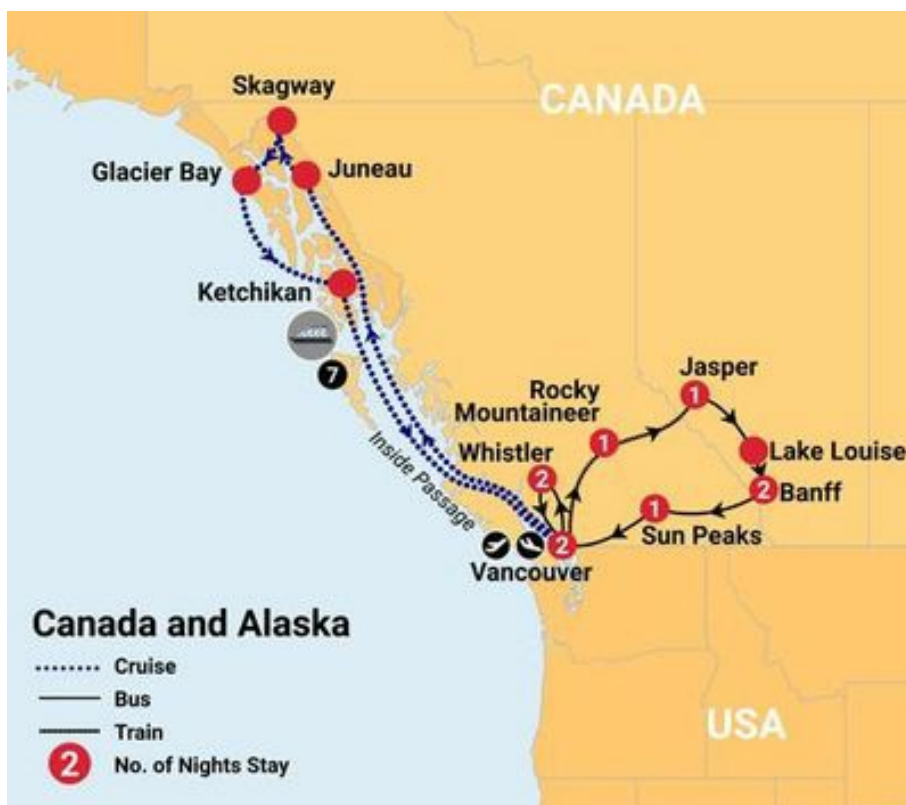 CANADA
Skagway
Glacier Bay
Juneau
Ketchikan
7
Inside Passage
Rocky
Mountaineer
1
Jasper
1
Whistler
2
Lake Louise
2
Banff
1
Sun Peaks
2
Vancouver
USA
Canada and Alaska
Cruise
Bus
Train
2 No. of Nights Stay